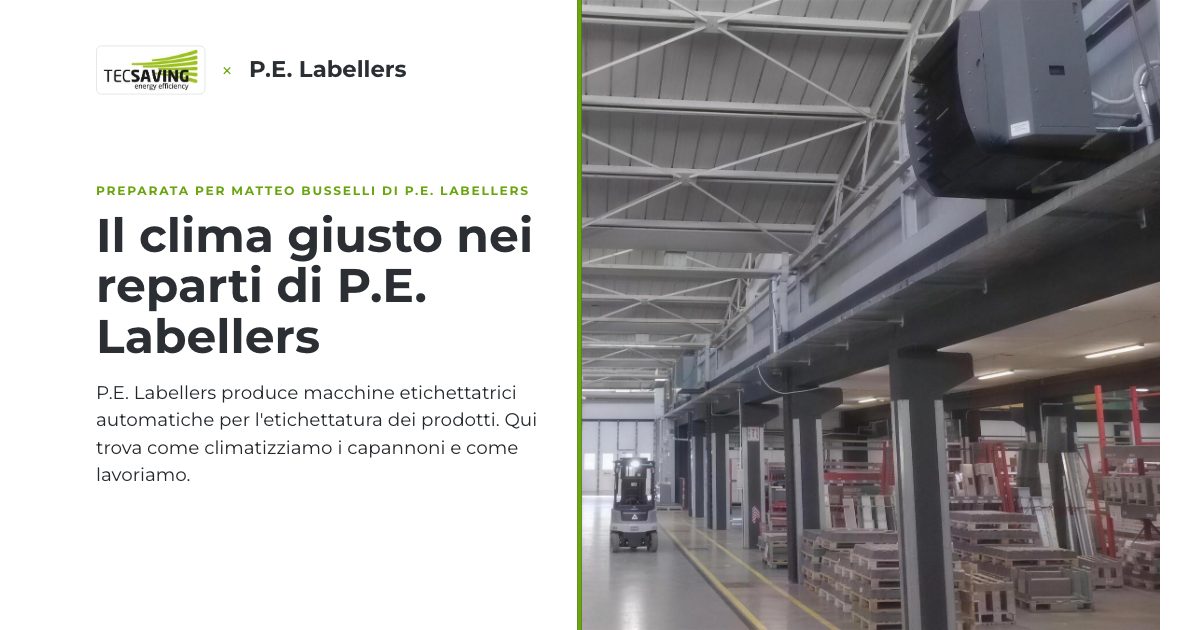 TECSAVING
energy efficiency
× P.E. Labellers
PREPARATA PER MATTEO BUSSELLI DI P.E. LABELLERS
Il clima giusto nei
reparti di P.E.
Labellers
P.E. Labellers produce macchine etichettatrici
automatiche per l'etichettatura dei prodotti. Qui
trova come climatizziamo i capannoni e come
lavoriamo.